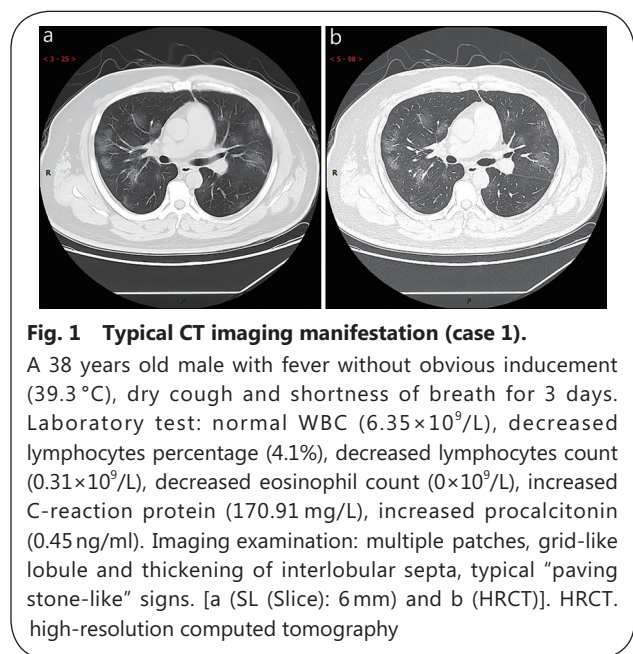 a
b
< 3 - 25 >
< 5 - 98 >
R
R
P
P
Fig. 1 Typical CT imaging manifestation (case 1).
A 38 years old male with fever without obvious inducement
(39.3 °C), dry cough and shortness of breath for 3 days.
Laboratory test: normal WBC (6.35×10⁹/L), decreased
lymphocytes percentage (4.1%), decreased lymphocytes count
(0.31×10⁹/L), decreased eosinophil count (0×10⁹/L), increased
C-reaction protein (170.91 mg/L), increased procalcitonin
(0.45 ng/ml). Imaging examination: multiple patches, grid-like
lobule and thickening of interlobular septa, typical “paving
stone-like” signs. [a (SL (Slice): 6 mm) and b (HRCT)]. HRCT.
high-resolution computed tomography